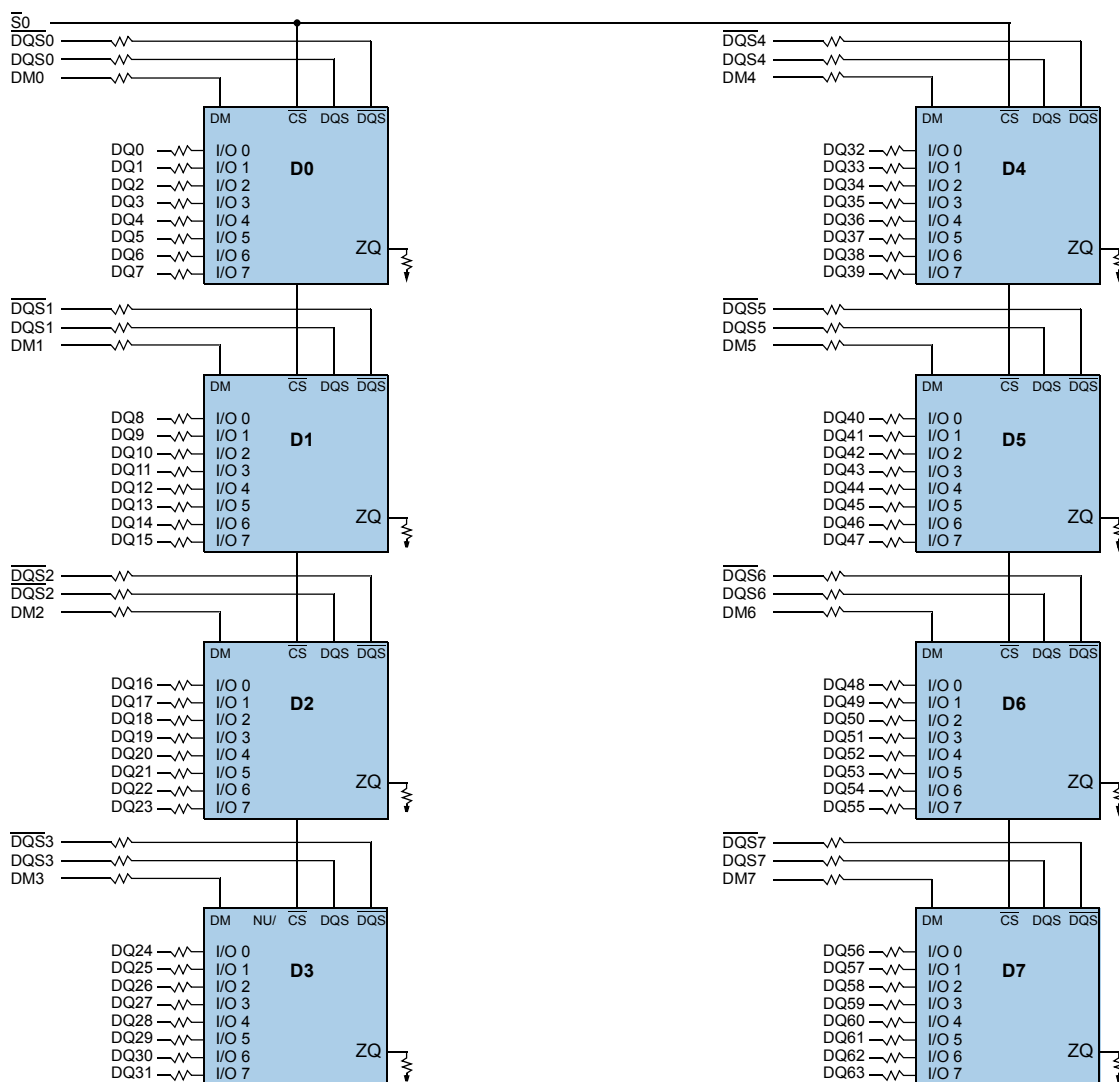 S0
DQS0
DQS0
DM0
DM CS DQS DQS
D0
DQ0 I/O 0
DQ1 I/O 1
DQ2 I/O 2
DQ3 I/O 3
DQ4 I/O 4
DQ5 I/O 5
DQ6 I/O 6
DQ7 I/O 7
ZQ
DQS1
DQS1
DM1
DM CS DQS DQS
D1
DQ8 I/O 0
DQ9 I/O 1
DQ10 I/O 2
DQ11 I/O 3
DQ12 I/O 4
DQ13 I/O 5
DQ14 I/O 6
DQ15 I/O 7
ZQ
DQS2
DQS2
DM2
DM CS DQS DQS
D2
DQ16 I/O 0
DQ17 I/O 1
DQ18 I/O 2
DQ19 I/O 3
DQ20 I/O 4
DQ21 I/O 5
DQ22 I/O 6
DQ23 I/O 7
ZQ
DQS3
DQS3
DM3
DM NU/ CS DQS DQS
D3
DQ24 I/O 0
DQ25 I/O 1
DQ26 I/O 2
DQ27 I/O 3
DQ28 I/O 4
DQ29 I/O 5
DQ30 I/O 6
DQ31 I/O 7
ZQ
DQS4
DQS4
DM4
DM CS DQS DQS
D4
DQ32 I/O 0
DQ33 I/O 1
DQ34 I/O 2
DQ35 I/O 3
DQ36 I/O 4
DQ37 I/O 5
DQ38 I/O 6
DQ39 I/O 7
ZQ
DQS5
DQS5
DM5
DM CS DQS DQS
D5
DQ40 I/O 0
DQ41 I/O 1
DQ42 I/O 2
DQ43 I/O 3
DQ44 I/O 4
DQ45 I/O 5
DQ46 I/O 6
DQ47 I/O 7
ZQ
DQS6
DQS6
DM6
DM CS DQS DQS
D6
DQ48 I/O 0
DQ49 I/O 1
DQ50 I/O 2
DQ51 I/O 3
DQ52 I/O 4
DQ53 I/O 5
DQ54 I/O 6
DQ55 I/O 7
ZQ
DQS7
DQS7
DM7
DM CS DQS DQS
D7
DQ56 I/O 0
DQ57 I/O 1
DQ58 I/O 2
DQ59 I/O 3
DQ60 I/O 4
DQ61 I/O 5
DQ62 I/O 6
DQ63 I/O 7
ZQ